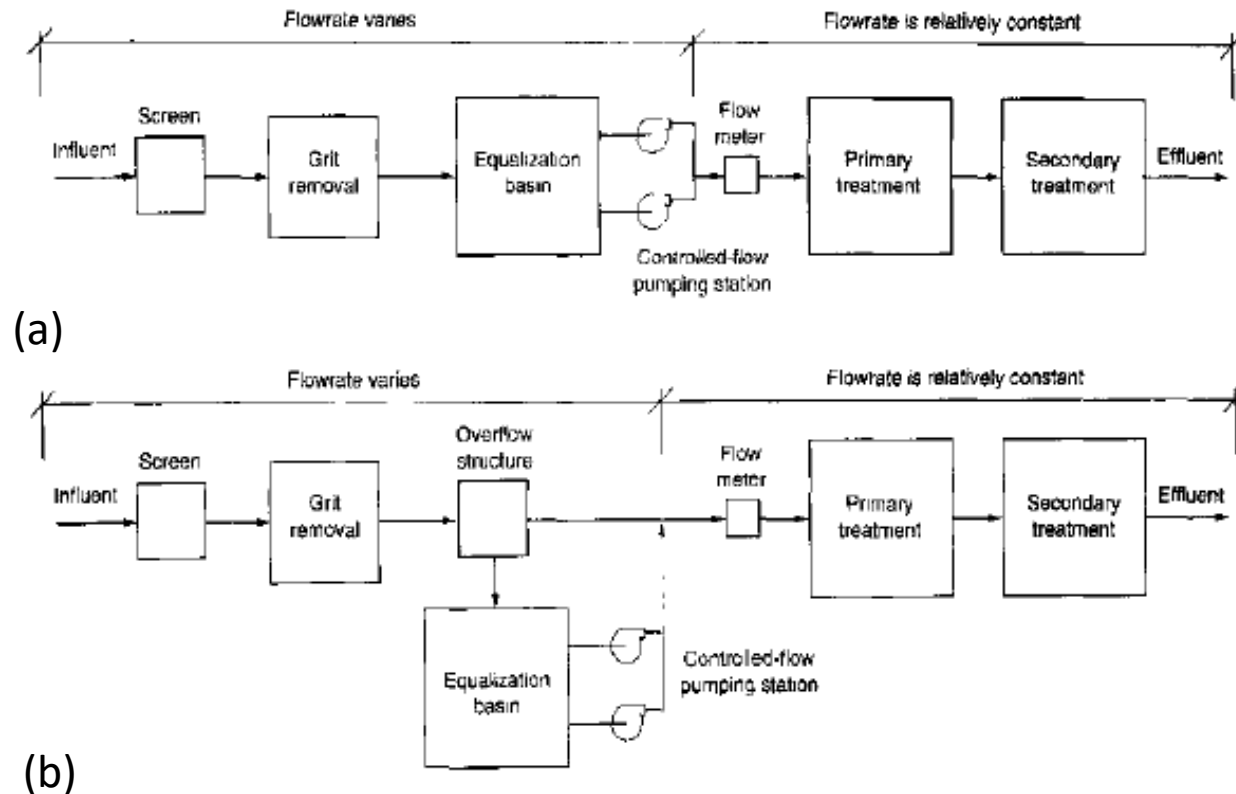 Flowrate varies
Flowrate is relatively constant
Screen
Influent
Grit
removal
Equalization
basin
Flow
meter
Primary
treatment
Secondary
treatment
Effluent
Controlled-flow
pumping station
(a)
Flowrate varies
Flowrate is relatively constant
Overflow
structure
Screen
Influent
Grit
removal
Flow
meter
Primary
treatment
Secondary
treatment
Effluent
Equalization
basin
Controlled-flow
pumping station
(b)